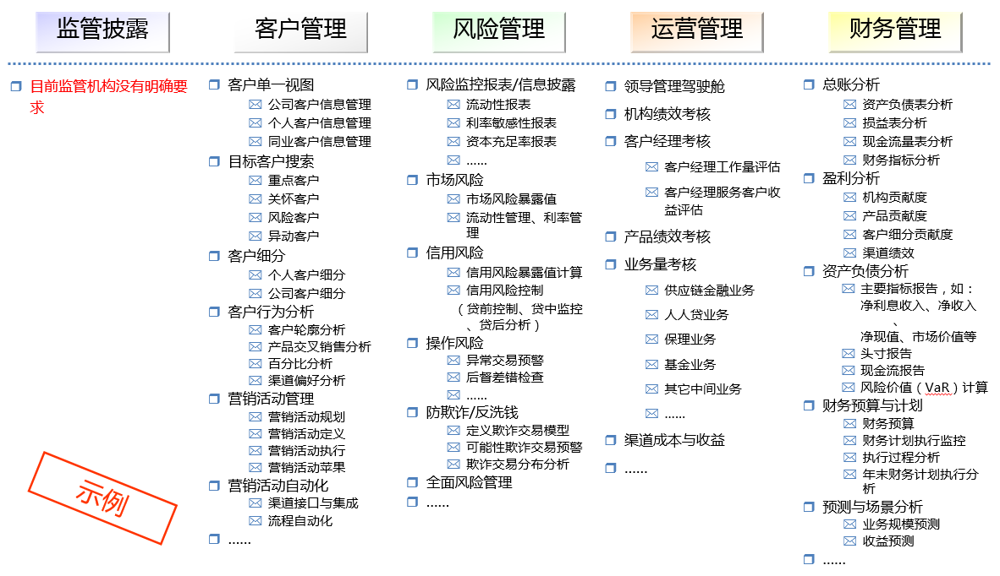 监管披露
目前监管机构没有明确要
求
示例
客户管理
客户单一视图
公司客户信息管理
个人客户信息管理
同业客户信息管理
目标客户搜索
重点客户
关怀客户
风险客户
异动客户
客户细分
个人客户细分
公司客户细分
客户行为分析
客户轮廓分析
产品交叉销售分析
百分比分析
渠道偏好分析
营销活动管理
营销活动规划
营销活动定义
营销活动执行
营销活动苹果
营销活动自动化
渠道接口与集成
流程自动化
......
风险管理
风险监控报表/信息披露
流动性报表
利率敏感性报表
资本充足率报表
......
市场风险
市场风险暴露值
流动性管理、利率管
理
信用风险
信用风险暴露值计算
信用风险控制
（贷前控制、贷中监控
、贷后分析）
操作风险
异常交易预警
后督差错检查
......
防欺诈/反洗钱
定义欺诈交易模型
可能性欺诈交易预警
欺诈交易分布分析
全面风险管理
......
运营管理
领导管理驾驶舱
机构绩效考核
客户经理考核
客户经理工作量评估
客户经理服务客户收
益评估
产品绩效考核
业务量考核
供应链金融业务
人人贷业务
保理业务
基金业务
其它中间业务
......
渠道成本与收益
......
财务管理
总账分析
资产负债表分析
损益表分析
现金流量表分析
财务指标分析
盈利分析
机构贡献度
产品贡献度
客户细分贡献度
渠道绩效
资产负债分析
主要指标报告，如：
净利息收入、净收入
、
净现值、市场价值等
头寸报告
现金流报告
风险价值（VaR）计算
财务预算与计划
财务预算
财务计划执行监控
执行过程分析
年末财务计划执行分
析
预测与场景分析
业务规模预测
收益预测
......